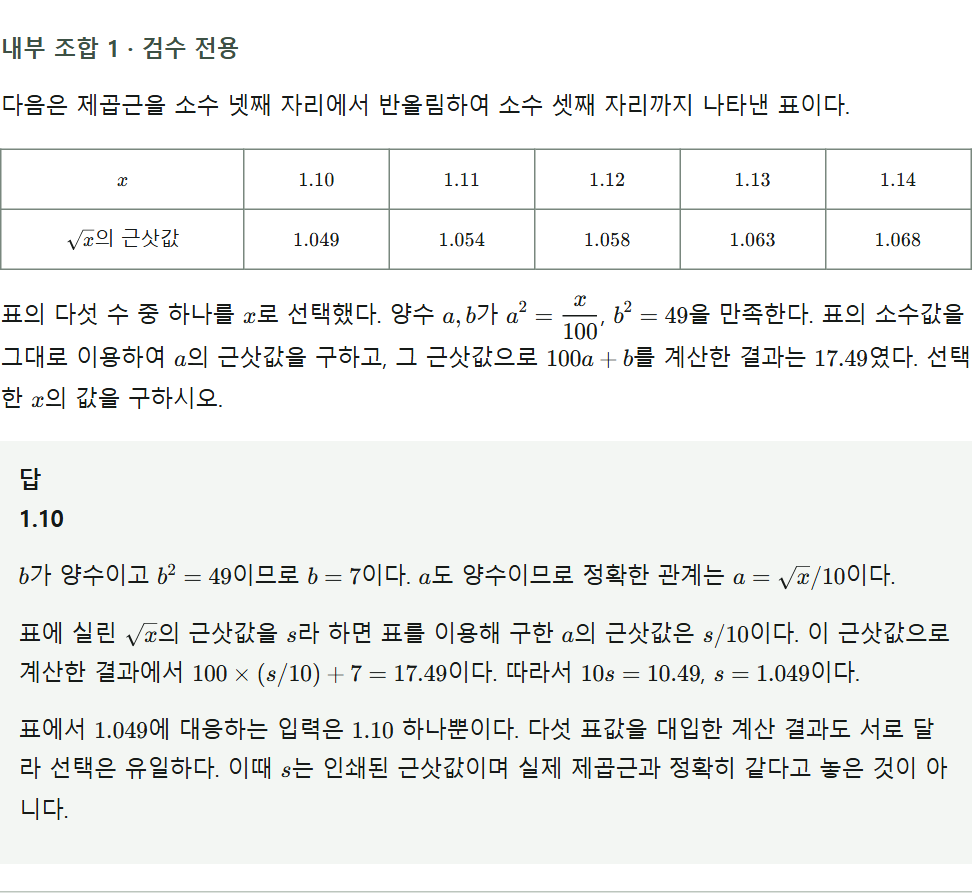 내부 조합 1 · 검수 전용
다음은 제곱근을 소수 넷째 자리에서 반올림하여 소수 셋째 자리까지 나타낸 표이다.
x 1.10 1.11 1.12 1.13 1.14
√x의 근삿값 1.049 1.054 1.058 1.063 1.068
표의 다섯 수 중 하나를 x로 선택했다. 양수 a, b가 a² = x/100, b² = 49을 만족한다. 표의 소수값을
그대로 이용하여 a의 근삿값을 구하고, 그 근삿값으로 100a + b를 계산한 결과는 17.49였다. 선택
한 x의 값을 구하시오.
답
1.10
b가 양수이고 b² = 49이므로 b = 7이다. a도 양수이므로 정확한 관계는 a = √x/10이다.
표에 실린 √x의 근삿값을 s라 하면 표를 이용해 구한 a의 근삿값은 s/10이다. 이 근삿값으로
계산한 결과에서 100 × (s/10) + 7 = 17.49이다. 따라서 10s = 10.49, s = 1.049이다.
표에서 1.049에 대응하는 입력은 1.10 하나뿐이다. 다섯 표값을 대입한 계산 결과도 서로 달
라 선택은 유일하다. 이때 s는 인쇄된 근삿값이며 실제 제곱근과 정확히 같다고 놓은 것이 아
니다.